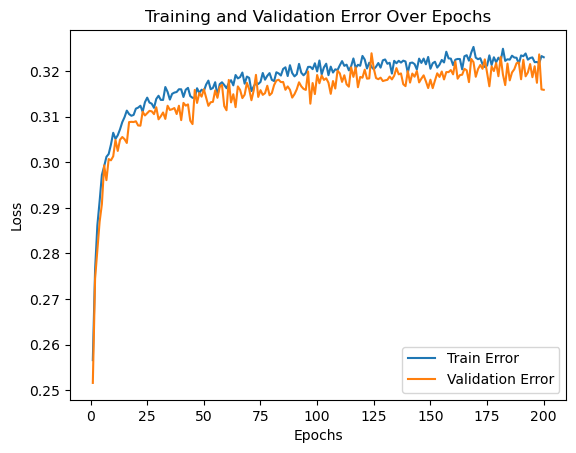 Training and Validation Error Over Epochs
Loss
0.32
0.31
0.30
0.29
0.28
0.27
0.26
0.25
0 25 50 75 100 125 150 175 200
Epochs
Train Error
Validation Error